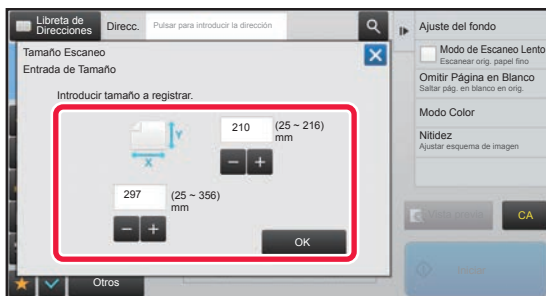 Libreta de
Direcciones
Direcc.
Pulsar para introducir la dirección
Tamaño Escaneo
Entrada de Tamaño
Introducir tamaño a registrar.
Y
X
210
(25 ~ 216)
mm
297
(25 ~ 356)
mm
OK
Otros
Ajuste del fondo
Modo de Escaneo Lento
Escanear orig. papel fino
Omitir Página en Blanco
Saltar pág. en blanco en orig.
Modo Color
Nitidez
Ajustar esquema de imagen
CA